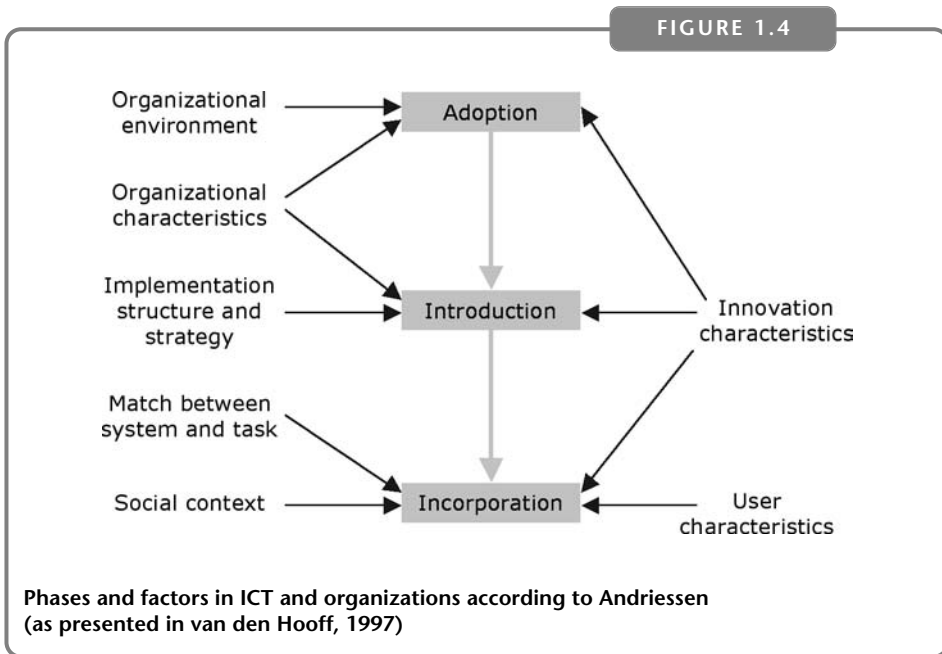 FIGURE 1.4
Organizational
environment
Adoption
Organizational
characteristics
Implementation
structure and
strategy
Introduction
Innovation
characteristics
Match between
system and task
Social context
Incorporation
User
characteristics
Phases and factors in ICT and organizations according to Andriessen
(as presented in van den Hooff, 1997)